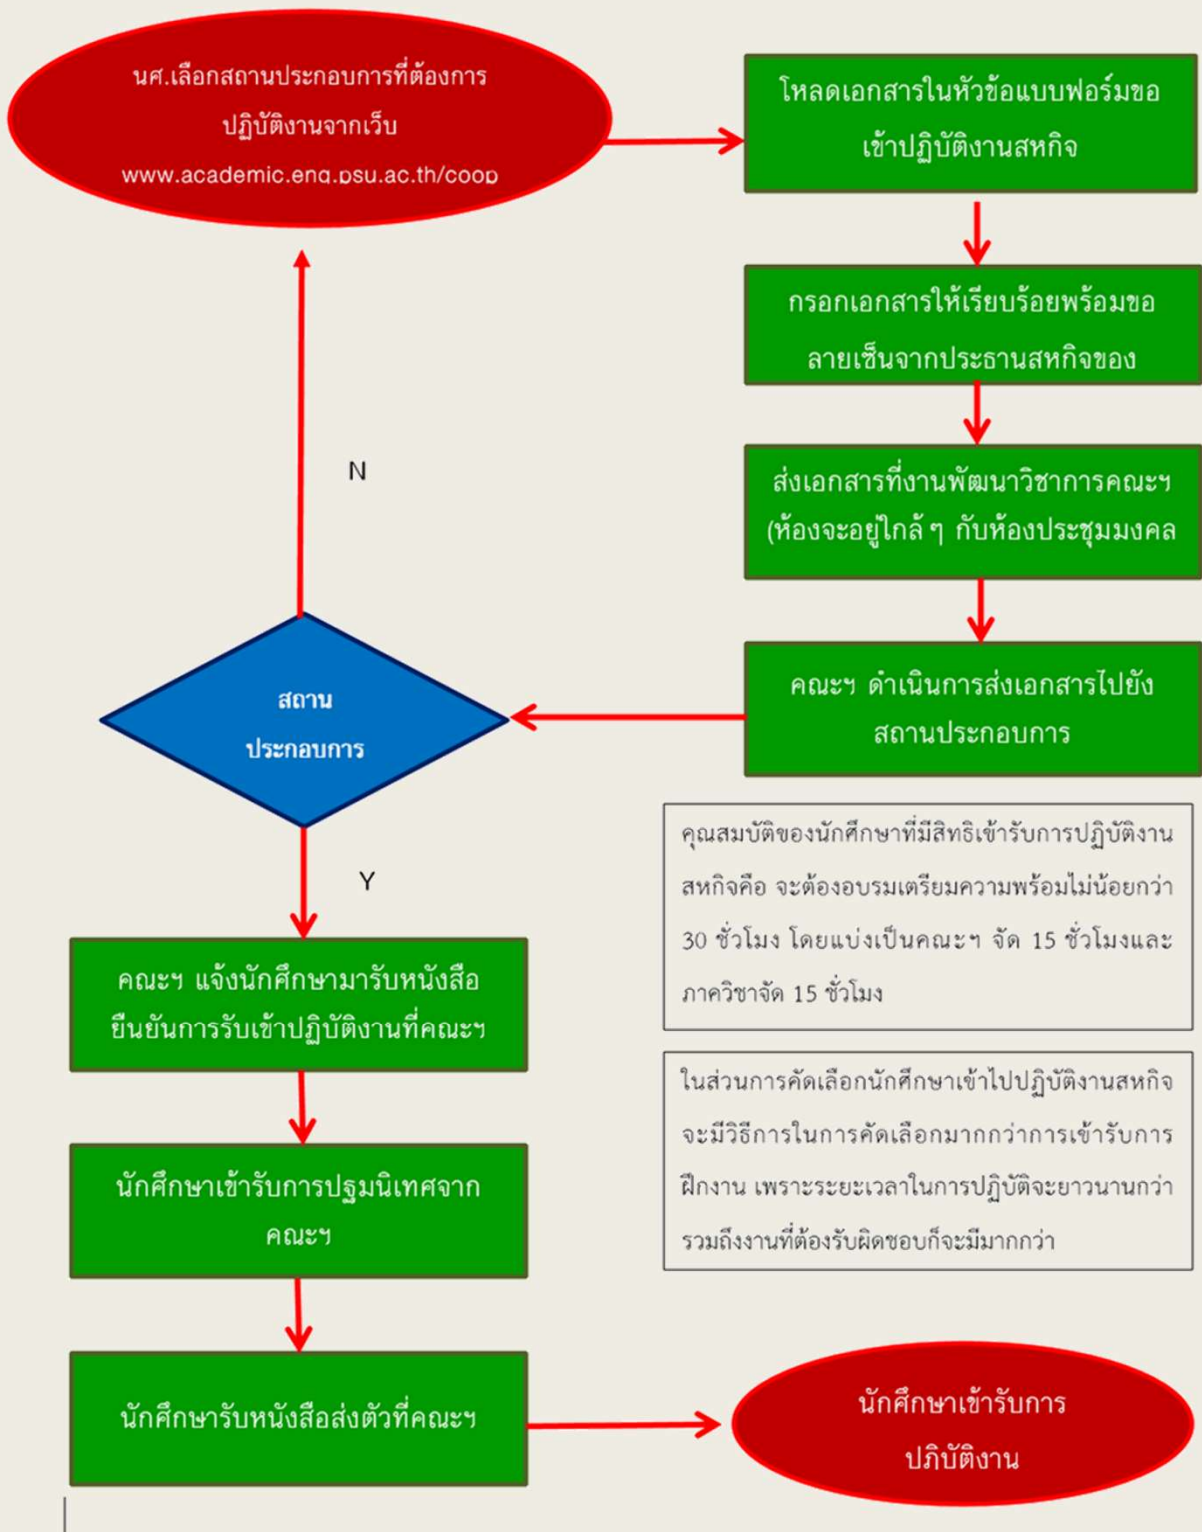 นศ.เลือกสถานประกอบการที่ต้องการ
ปฏิบัติงานจากเว็บ
www.academic.eng.psu.ac.th/coop
โหลดเอกสารในหัวข้อแบบฟอร์มขอ
เข้าปฏิบัติงานสหกิจ
กรอกเอกสารให้เรียบร้อยพร้อมขอ
ลายเซ็นจากประธานสหกิจของ
ส่งเอกสารที่งานพัฒนาวิชาการคณะฯ
(ห้องจะอยู่ใกล้ ๆ กับห้องประชุมมงคล
คณะฯ ดำเนินการส่งเอกสารไปยัง
สถานประกอบการ
N
สถาน
ประกอบการ
Y
คณะฯ แจ้งนักศึกษามารับหนังสือ
ยืนยันการรับเข้าปฏิบัติงานที่คณะฯ
นักศึกษาเข้ารับการปฐมนิเทศจาก
คณะฯ
นักศึกษารับหนังสือส่งตัวที่คณะฯ
นักศึกษาเข้ารับการ
ปภิบัติงาน
คุณสมบัติของนักศึกษาที่มีสิทธิเข้ารับการปฏิบัติงาน
สหกิจคือ จะต้องอบรมเตรียมความพร้อมไม่น้อยกว่า
30 ชั่วโมง โดยแบ่งเป็นคณะฯ จัด 15 ชั่วโมงและ
ภาควิชาจัด 15 ชั่วโมง
ในส่วนการคัดเลือกนักศึกษาเข้าไปปฏิบัติงานสหกิจ
จะมีวิธีการในการคัดเลือกมากกว่าการเข้ารับการ
ฝึกงาน เพราะระยะเวลาในการปฏิบัติจะยาวนานกว่า
รวมถึงงานที่ต้องรับผิดชอบก็จะมีมากกว่า